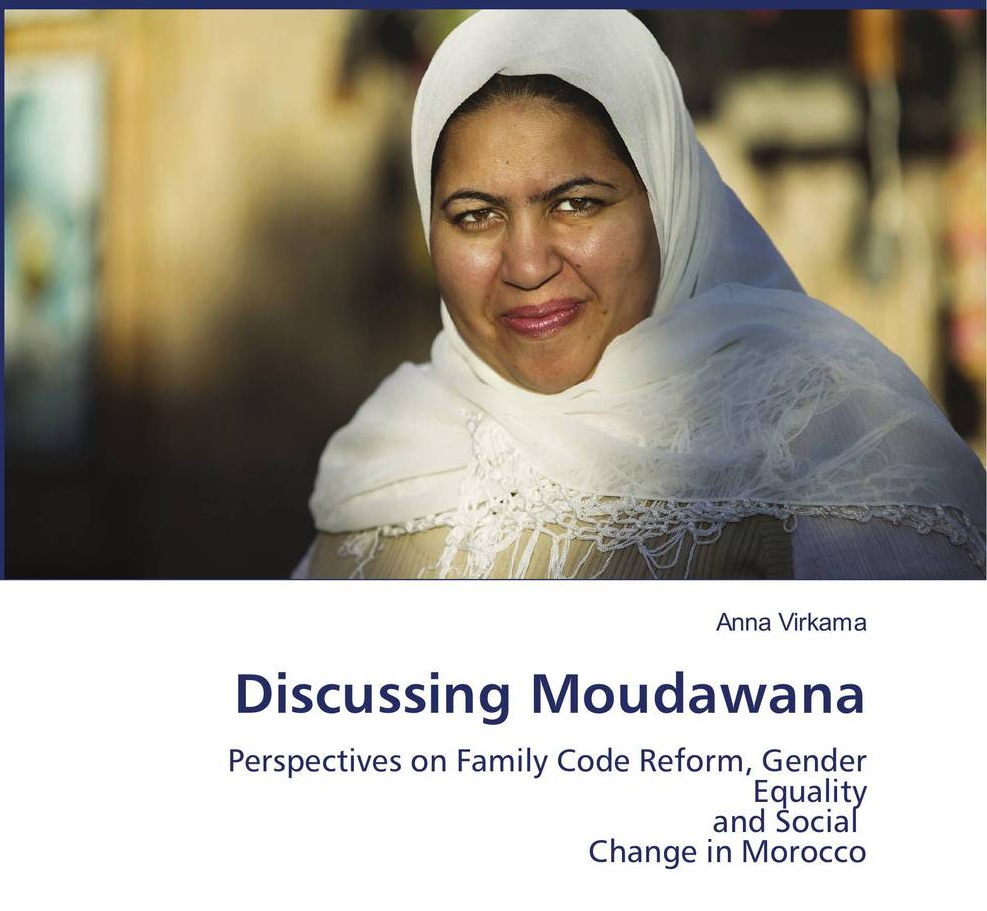 Anna Virkama
Discussing Moudawana
Perspectives on Family Code Reform, Gender
Equality
and Social
Change in Morocco